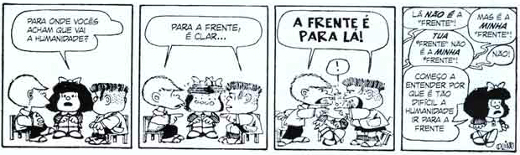 PARA ONDE VOCÊS
ACHAM QUE VAI
A HUMANIDADE?
PARA A FRENTE,
É CLAR...
A FRENTE É
PARA LÁ!
!
LÁ NÃO É A
"FRENTE"!
MAS É A
MINHA
"FRENTE"!
TUA
"FRENTE" NÃO
É A MINHA
"FRENTE"!
NÃO!
COMEÇO A
ENTENDER POR
QUE É TÃO
DIFÍCIL A
HUMANIDADE
IR PARA A
FRENTE
QUINO